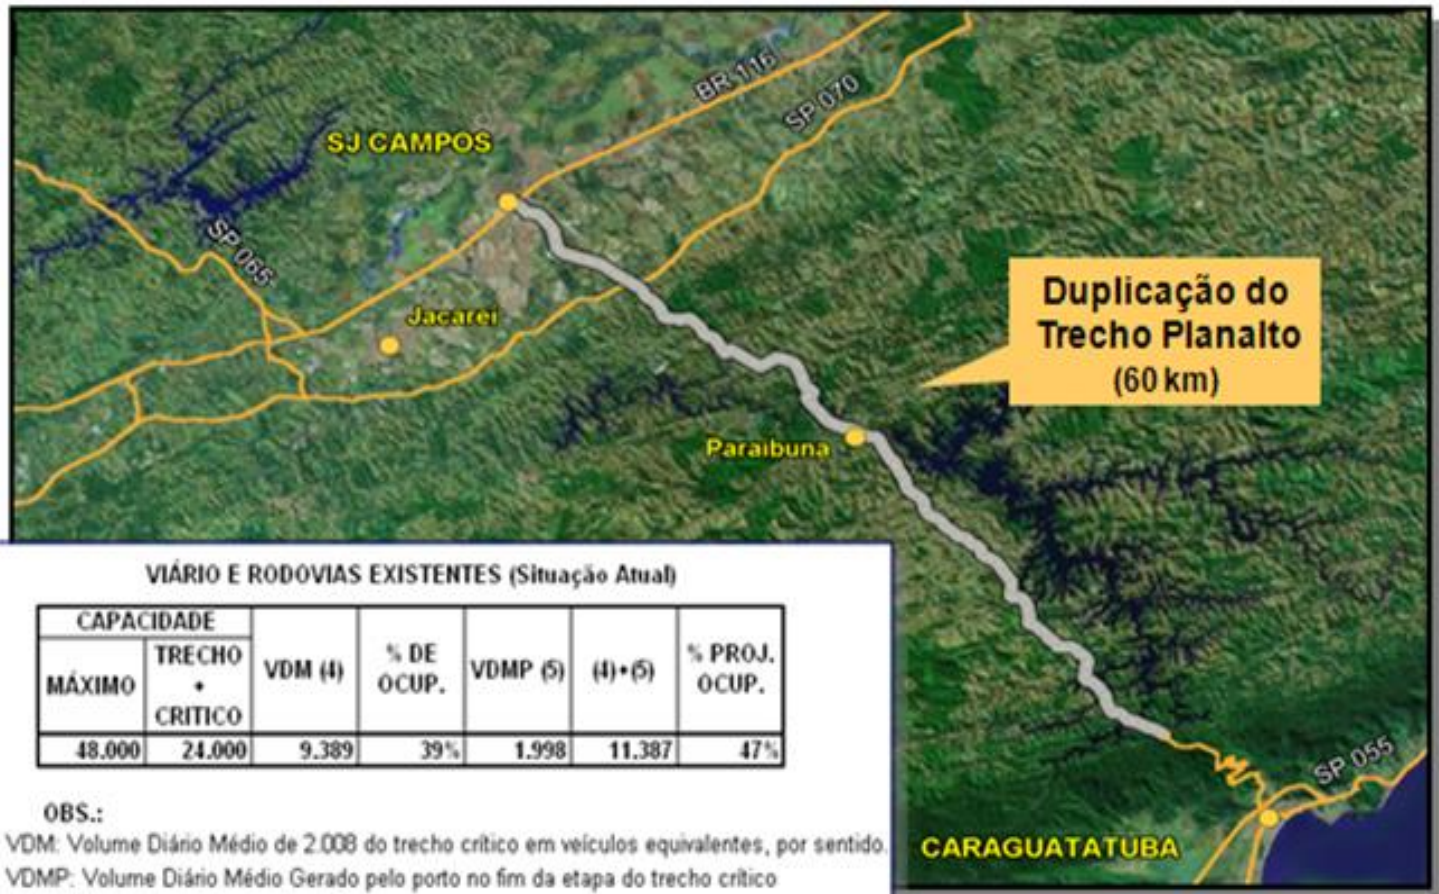 BR 116
SP 070
SJ CAMPOS
SP 065
Jacareí
Duplicação do
Trecho Planalto
(60 km)
Paraibuna
VIÁRIO E RODOVIAS EXISTENTES (Situação Atual)
CAPACIDADE
MÁXIMO
TRECHO
+
CRITICO
VDM (4)
% DE
OCUP.
VDMP (5)
(4)+(5)
% PROJ.
OCUP.
48.000 24.000 9.389 39% 1.998 11.387 47%
SP 055
CARAGUATATUBA
OBS.:
VDM: Volume Diário Médio de 2.008 do trecho crítico em veículos equivalentes, por sentido.
VDMP: Volume Diário Médio Gerado pelo porto no fim da etapa do trecho crítico